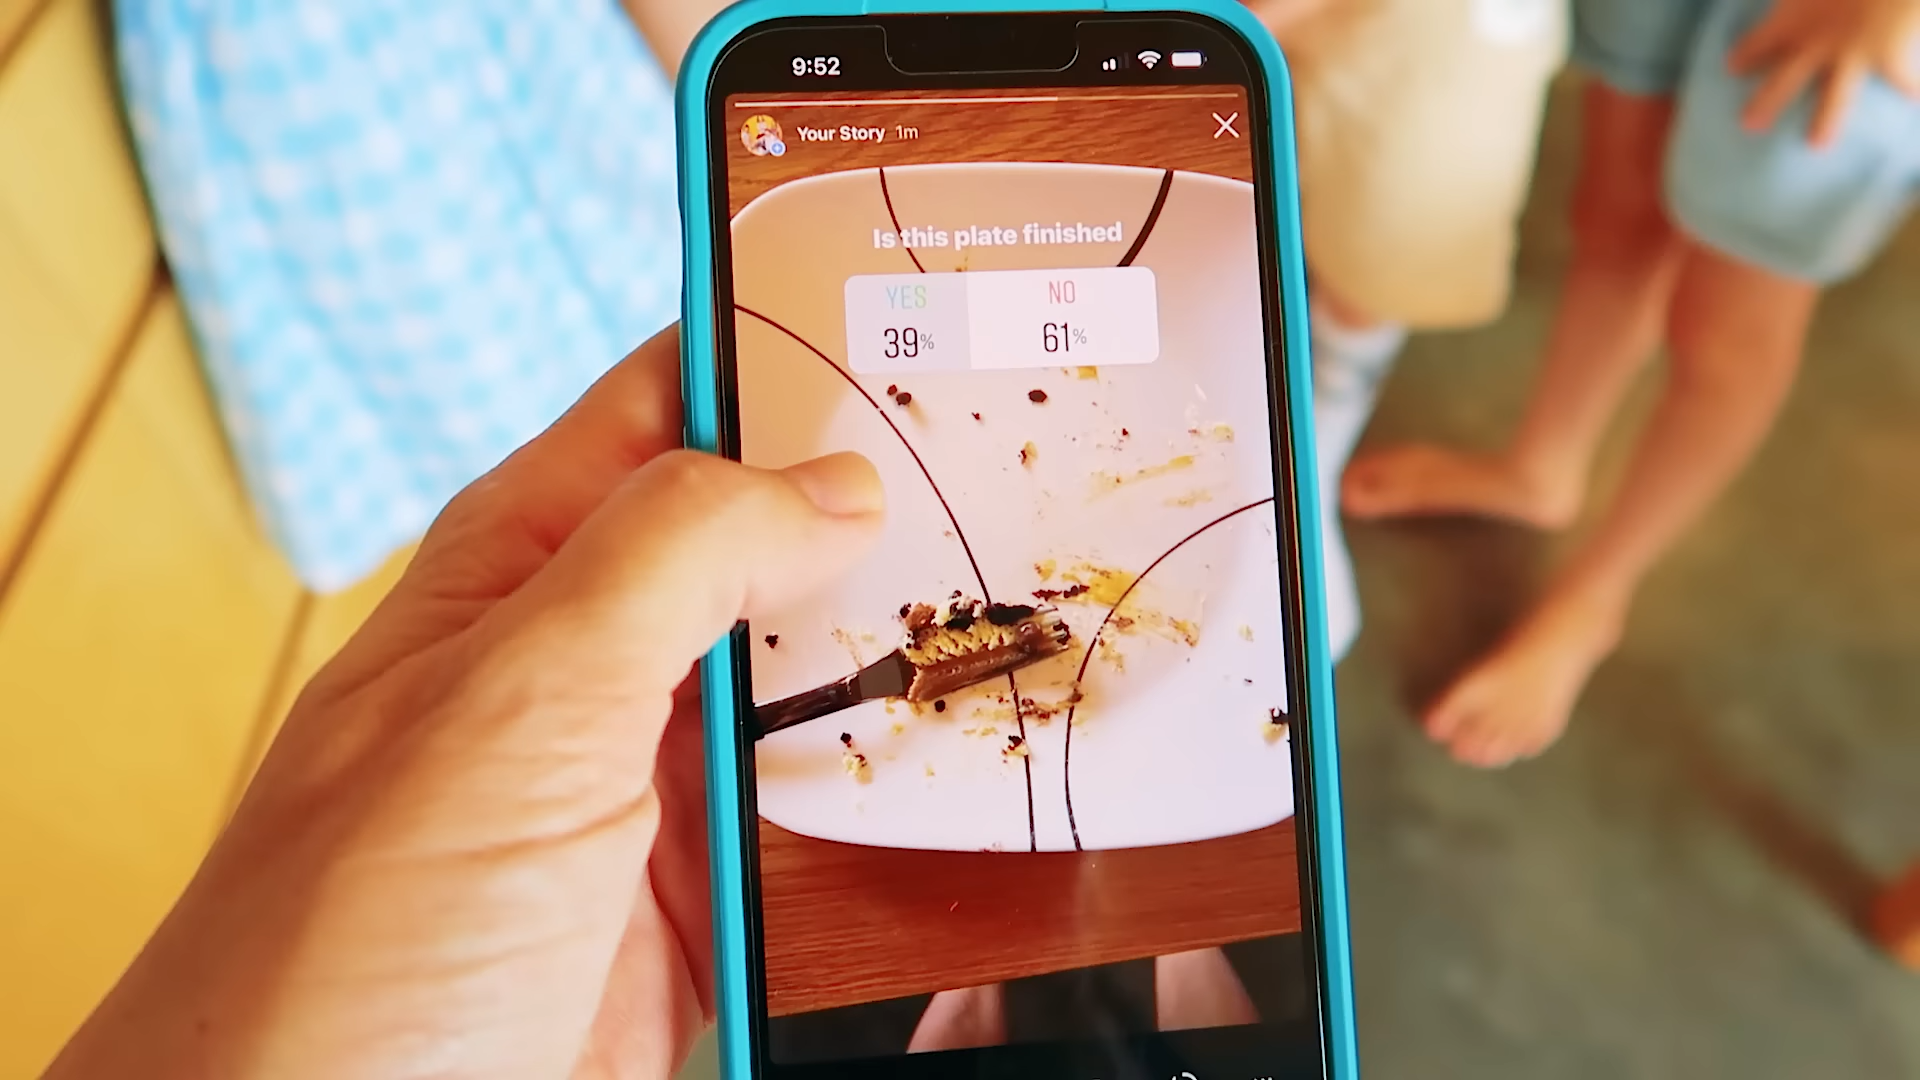 9:52
Your Story 1m
Is this plate finished
YES NO
39% 61%